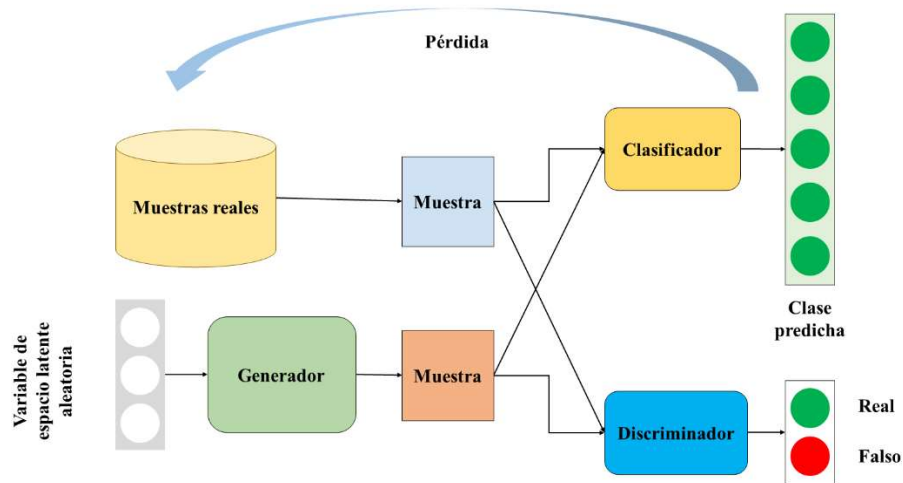 Pérdida
Clasificador
Muestras reales
Muestra
Clase
predicha
Variable de
espacio latente
aleatoria
Generador
Muestra
Discriminador
Real
Falso